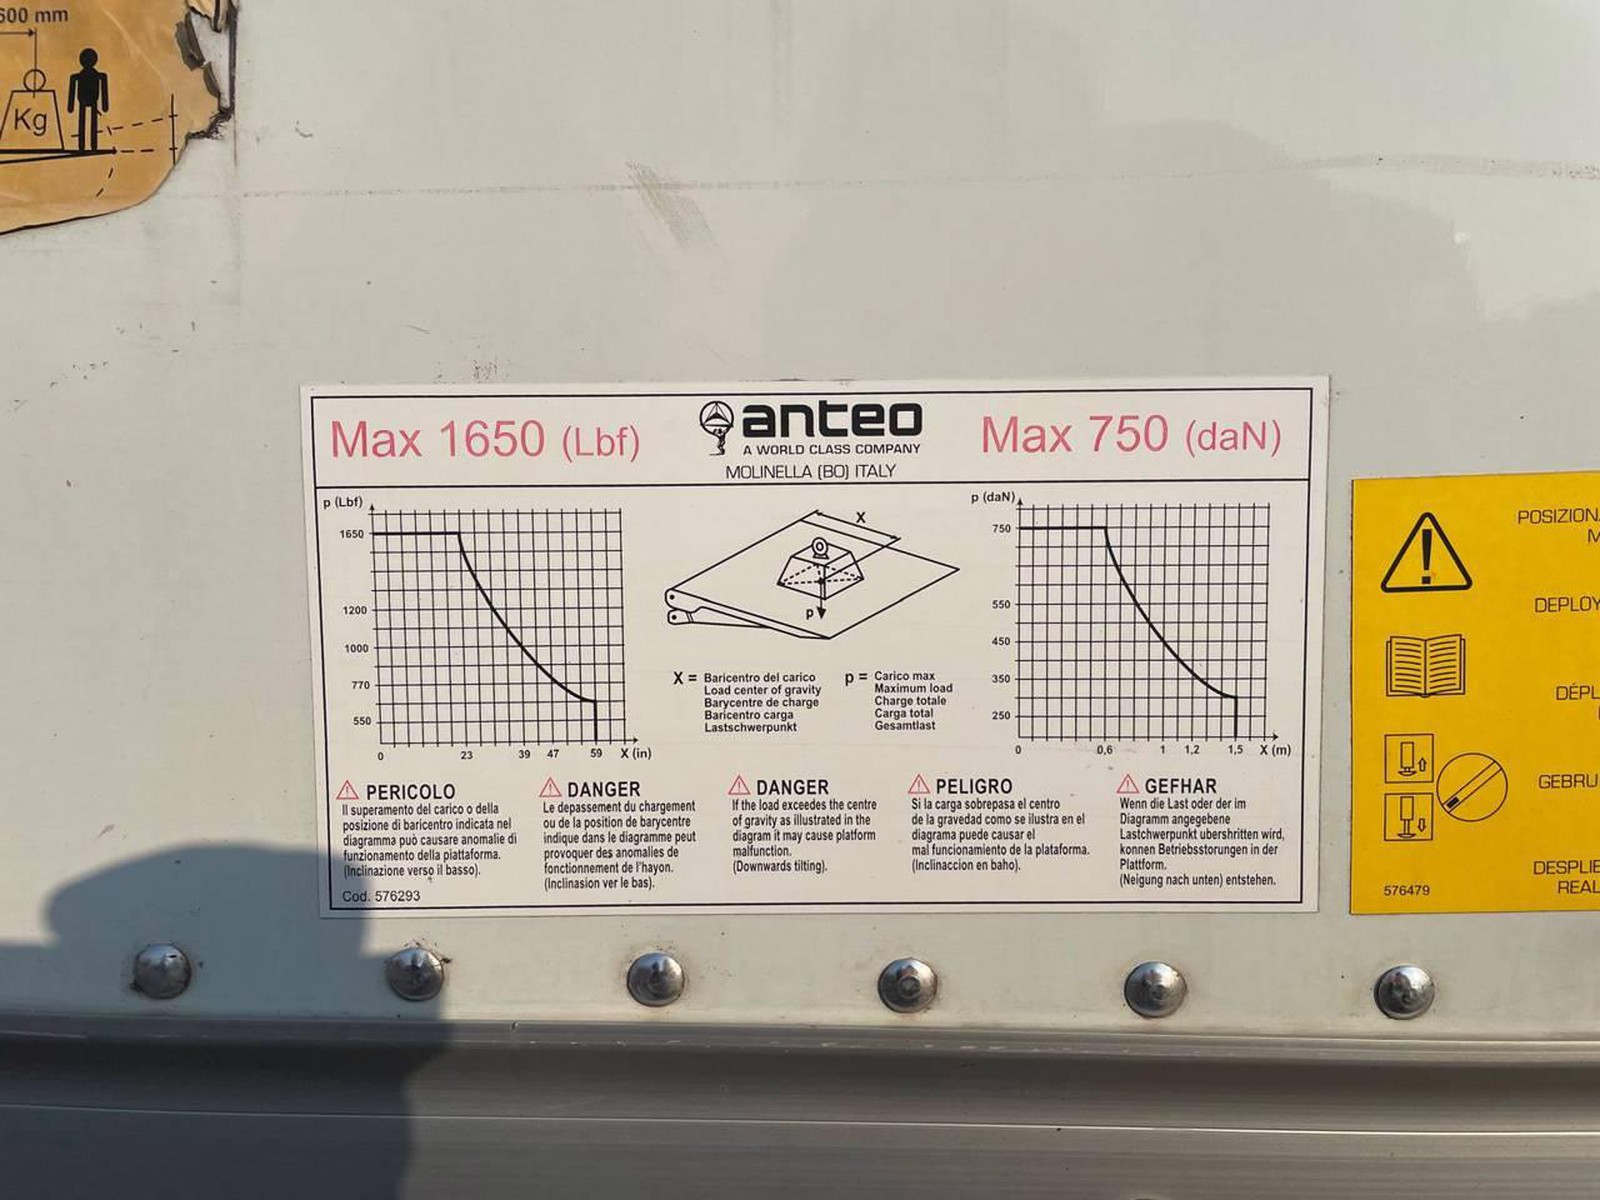 600 mm
Kg
Max 1650 (Lbf)
anteo
A WORLD CLASS COMPANY
MOLINELLA (BO) ITALY
Max 750 (daN)
p (Lbf)
1650
1200
1000
770
550
0 23 39 47 59 X (in)
X
p
X = Baricentro del carico
Load center of gravity
Barycentre de charge
Baricentro carga
Lastschwerpunkt
p = Carico max
Maximum load
Charge totale
Carga total
Gesamtlast
p (daN)
750
550
450
350
250
0 0,6 1 1,2 1,5 X (m)
PERICOLO
Il superamento del carico o della
posizione di baricentro indicata nel
diagramma può causare anomalie di
funzionamento della piattaforma.
(Inclinazione verso il basso).
Cod. 576293
DANGER
Le depassement du chargement
ou de la position de barycentre
indique dans le diagramme peut
provoquer des anomalies de
fonctionnement de l'hayon.
(Inclinasion ver le bas).
DANGER
If the load exceedes the centre
of gravity as illustrated in the
diagram it may cause platform
malfunction.
(Downwards tilting).
PELIGRO
Si la carga sobrepasa el centro
de la gravedad como se ilustra en el
diagrama puede causar el
mal funcionamiento de la plataforma.
(Inclinaccion en baho).
GEFHAR
Wenn die Last oder der im
Diagramm angegebene
Lastchwerpunkt ubershritten wird,
konnen Betriebsstorungen in der
Plattform.
(Neigung nach unten) entstehen.
POSIZION
M
DEPLOY
DÉPL
GEBRU
DESPLIE
REAL
576479